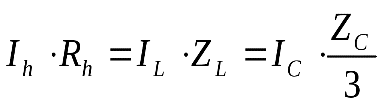 I_h · R_h = I_L · Z_L = I_C · Z_C / 3